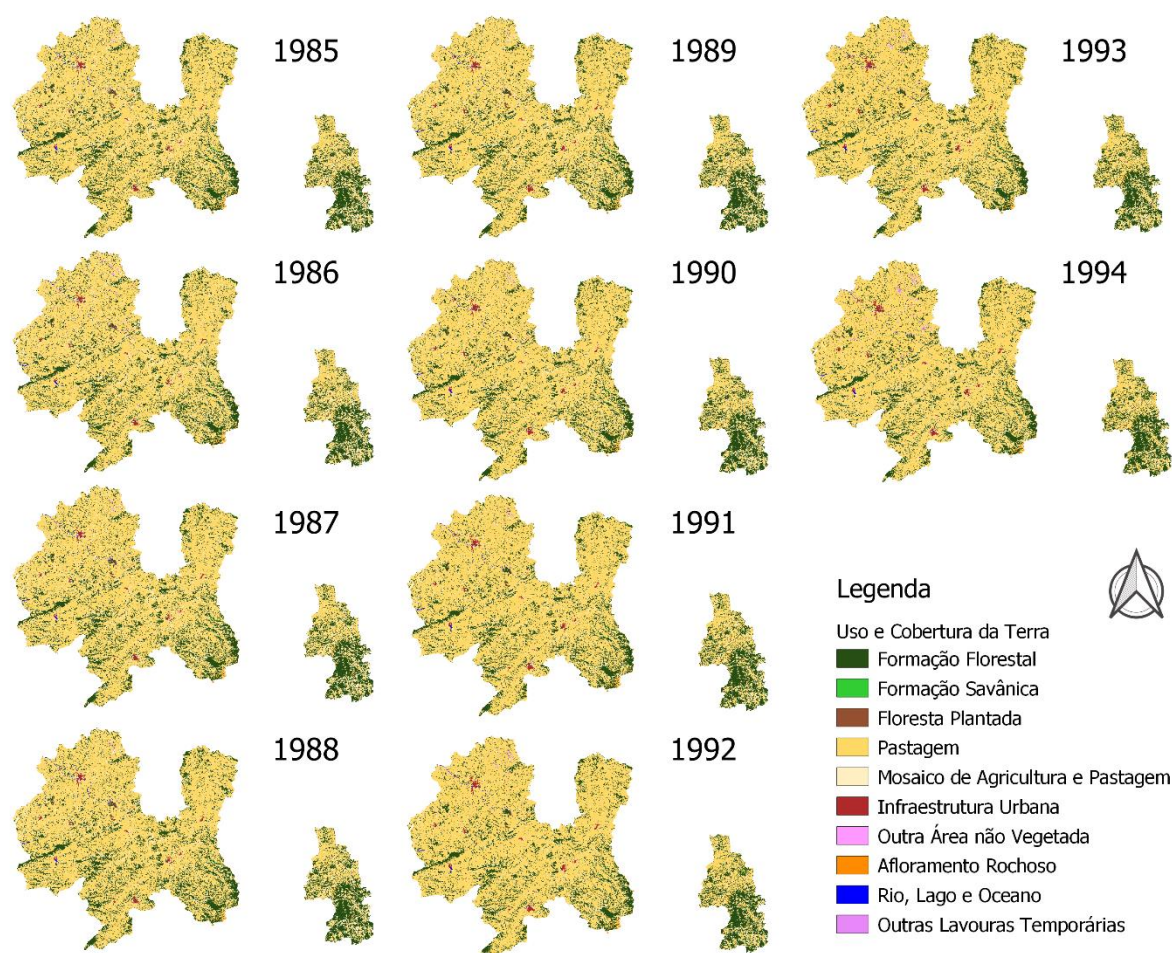 1985
1989
1993
1986
1990
1994
1987
1991
1988
1992
Legenda
Uso e Cobertura da Terra
Formação Florestal
Formação Savânica
Floresta Plantada
Pastagem
Mosaico de Agricultura e Pastagem
Infraestrutura Urbana
Outra Área não Vegetada
Afloramento Rochoso
Rio, Lago e Oceano
Outras Lavouras Temporárias